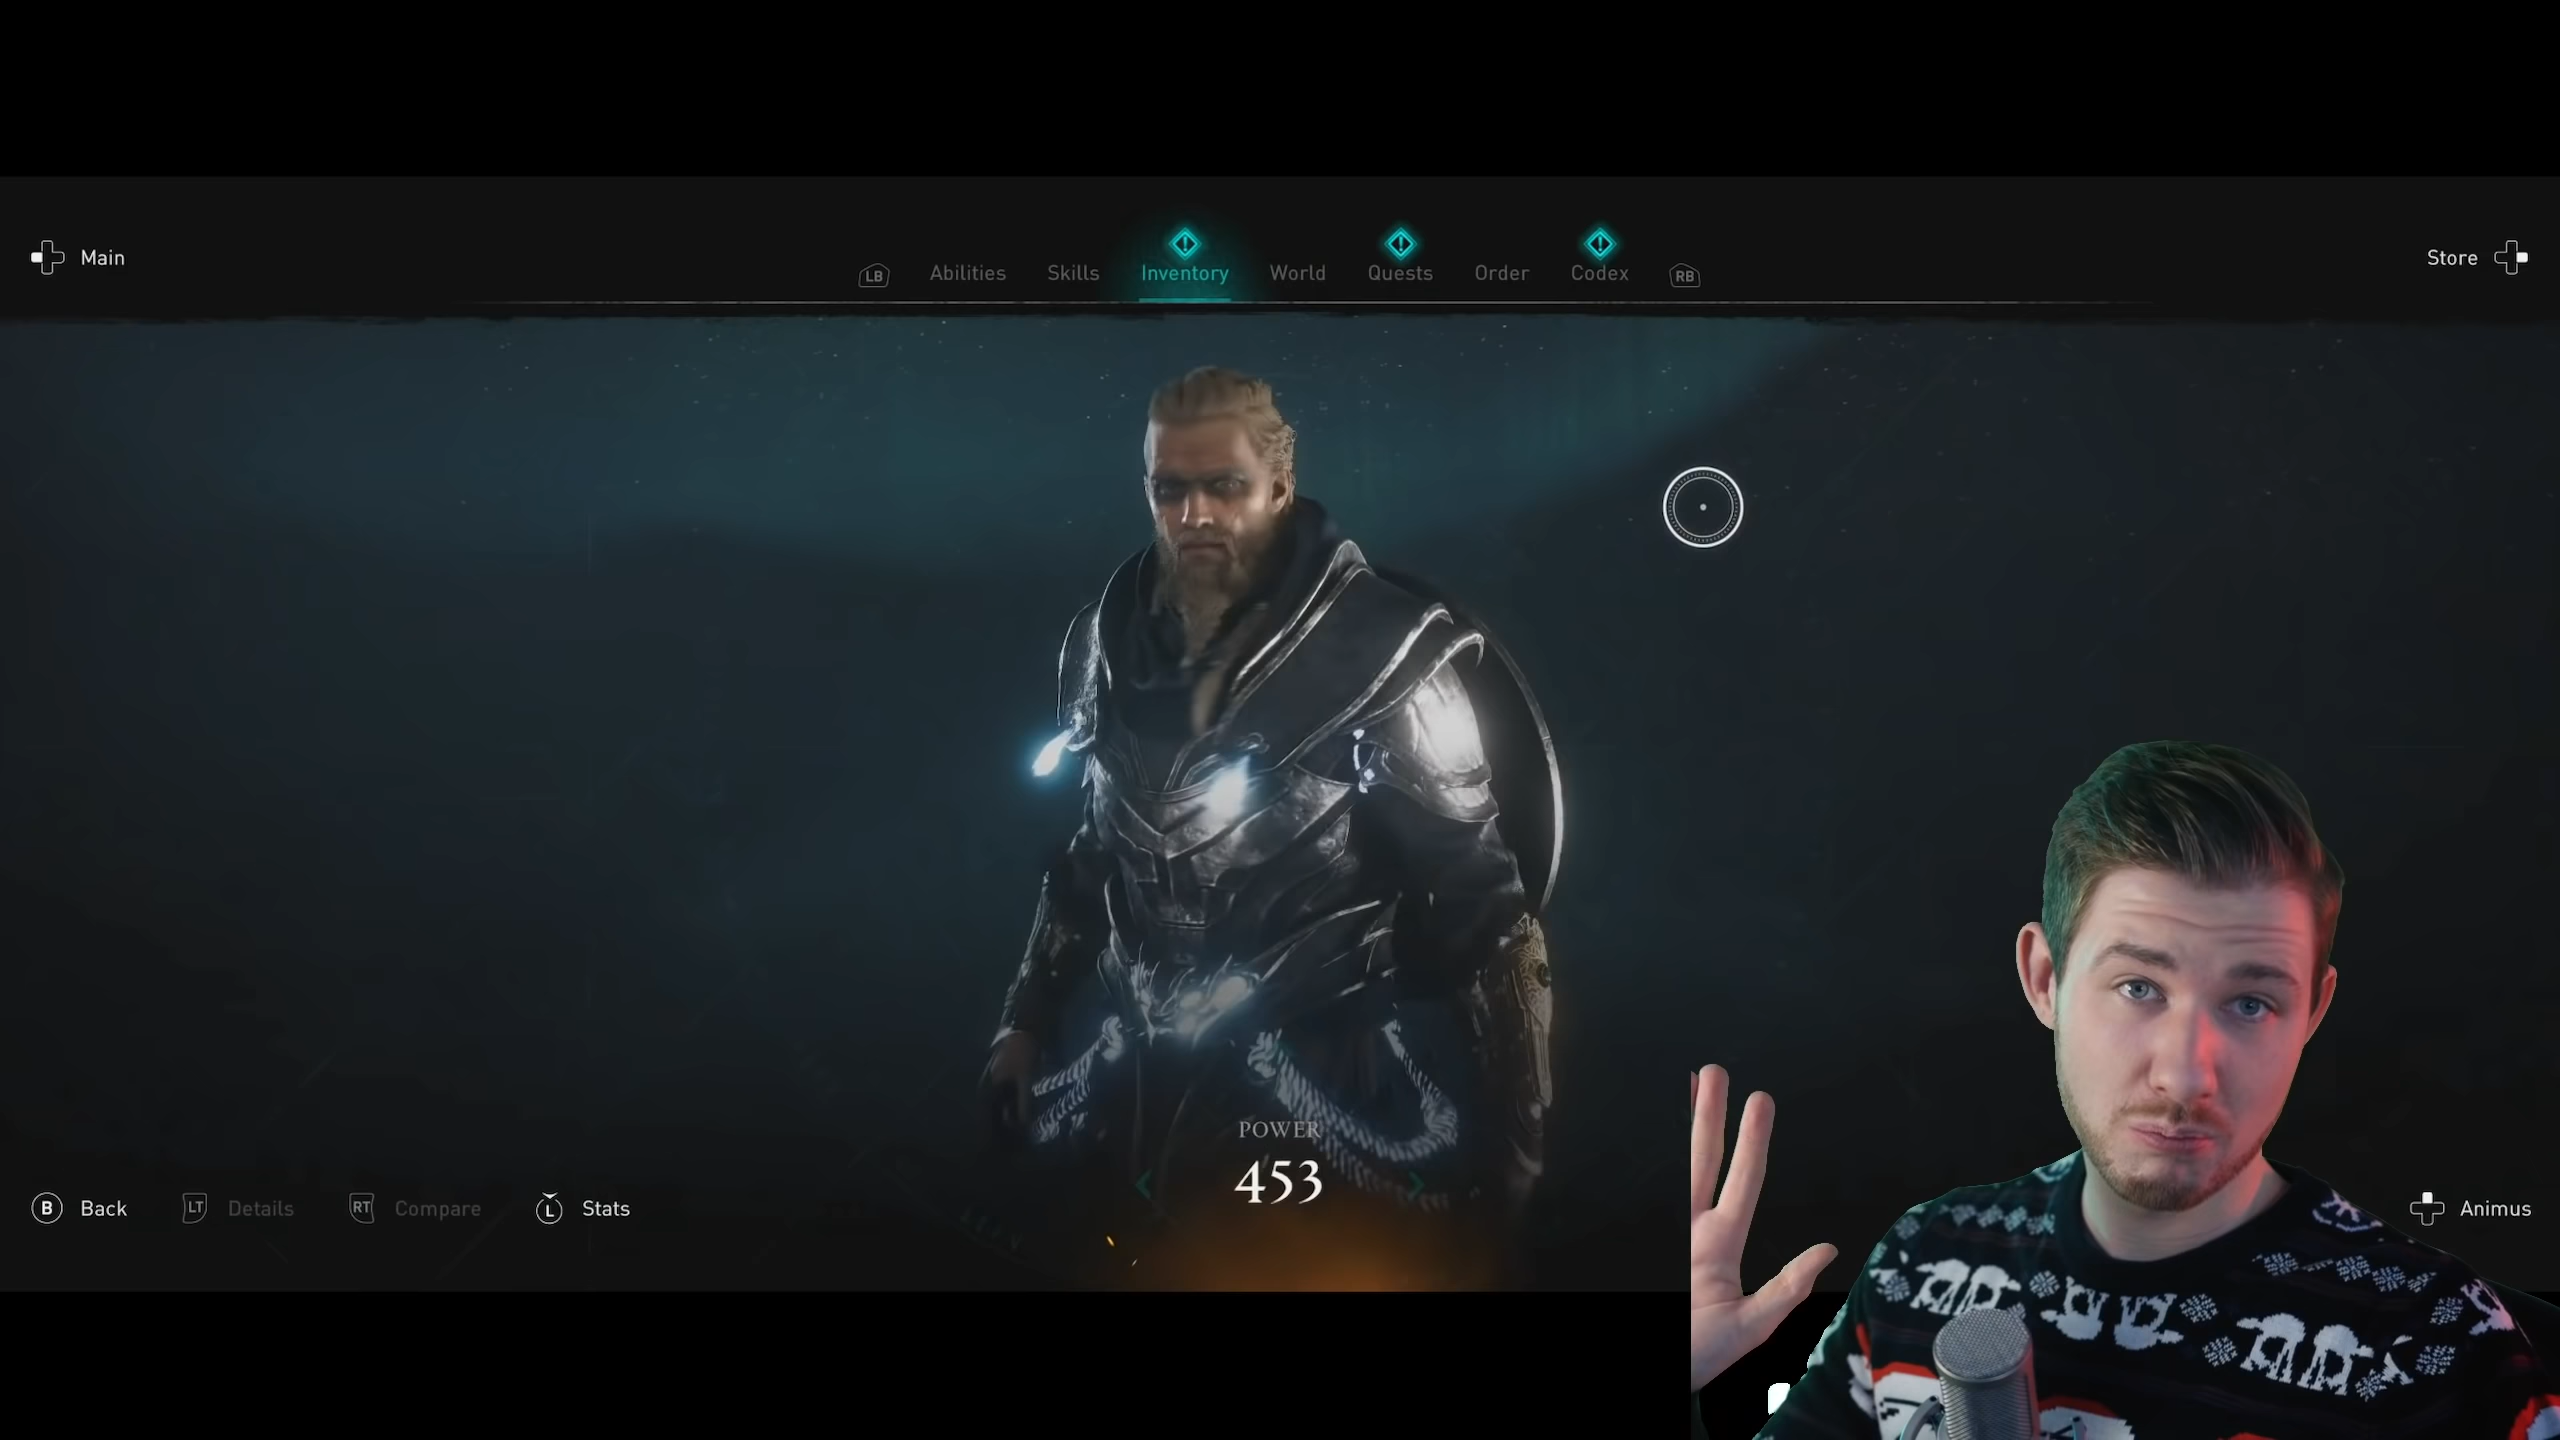 Main
LB Abilities Skills Inventory World Quests Order Codex RB
Store
POWER
453
B Back LT Details RT Compare L Stats
Animus